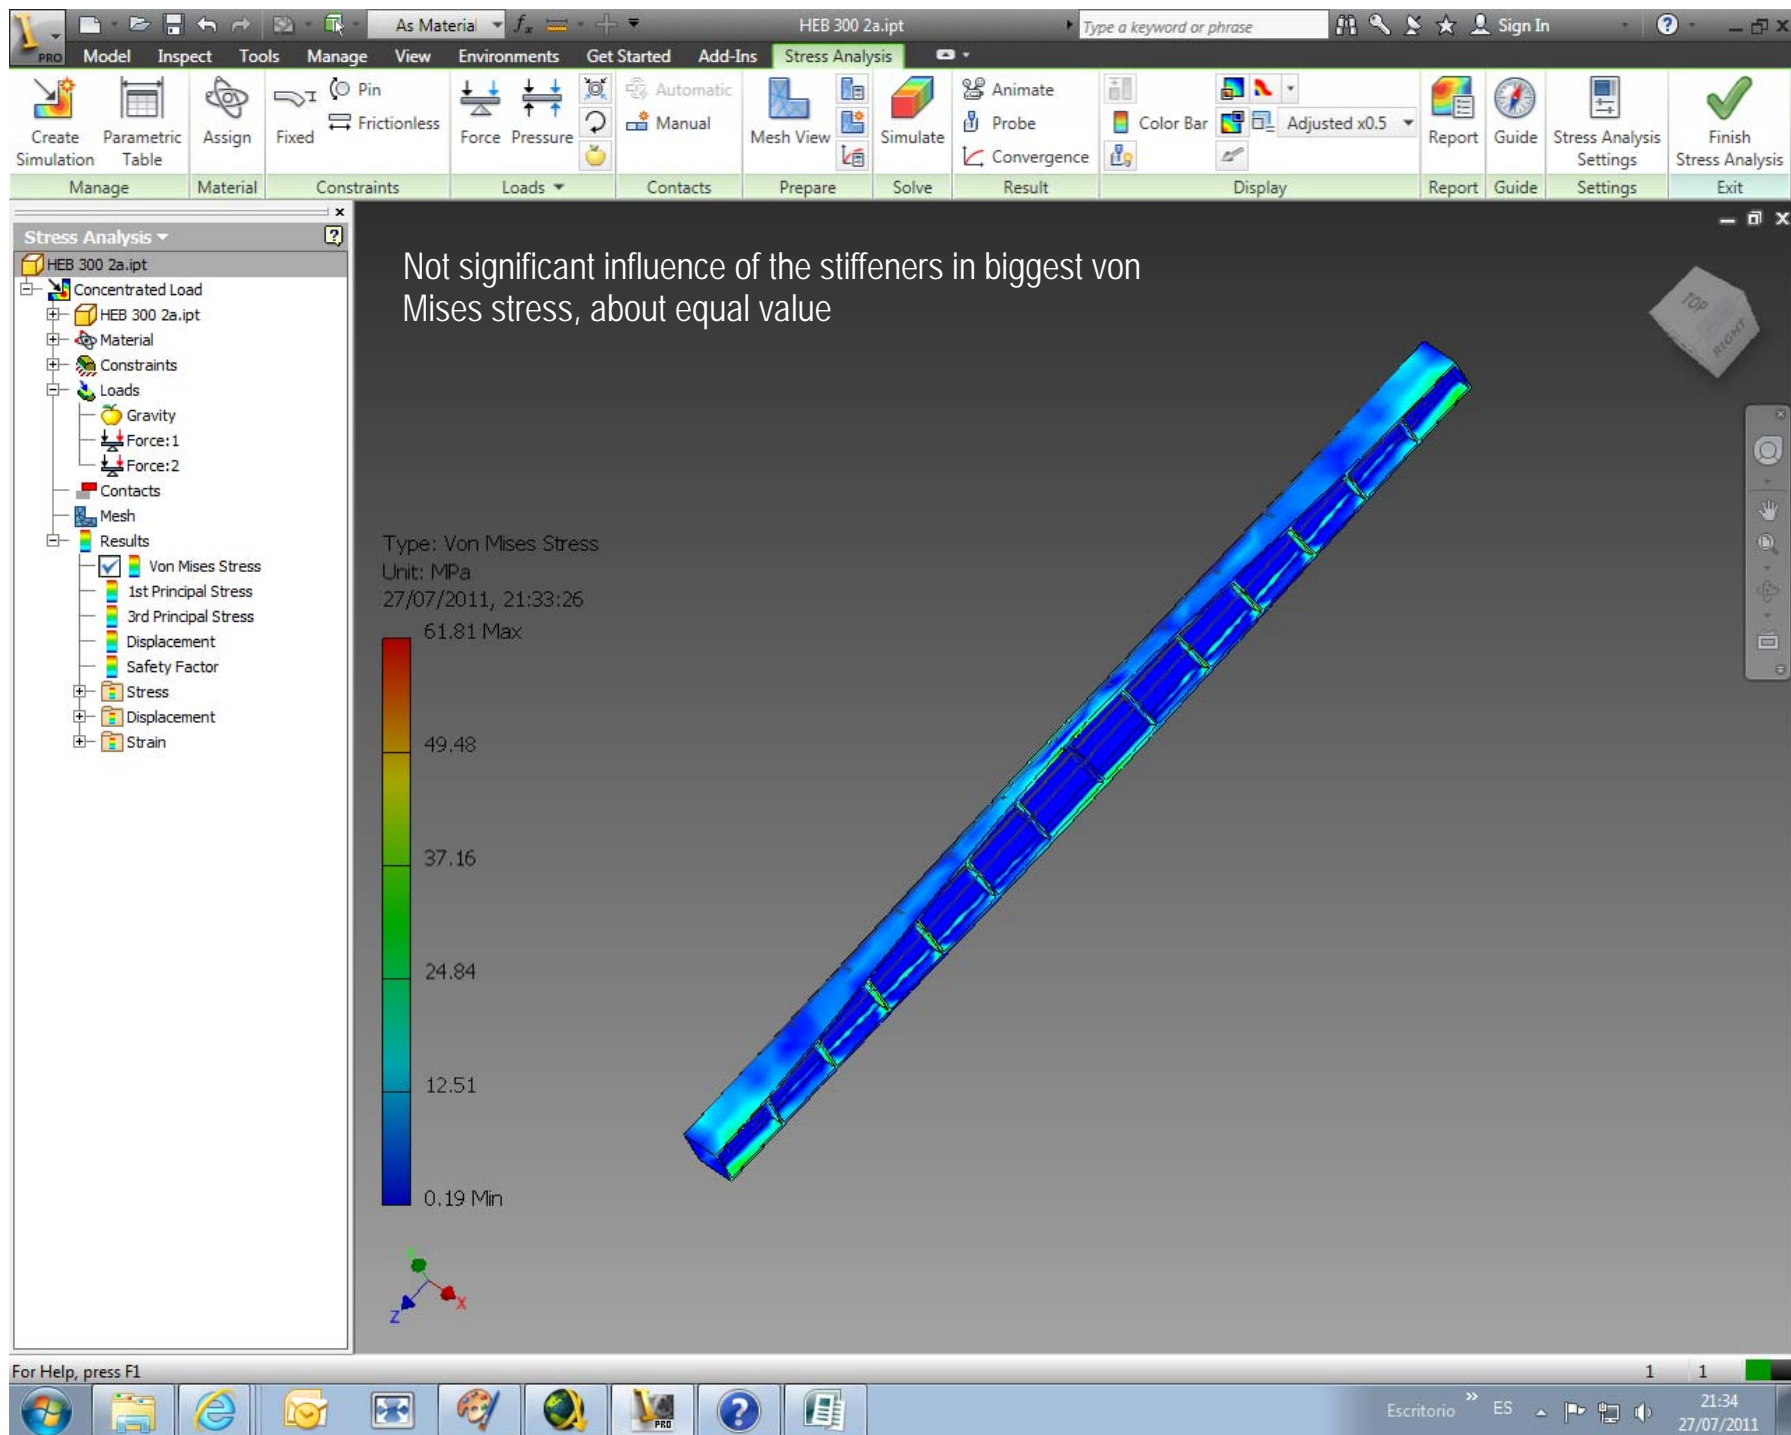 As Material
HEB 300 2a.ipt
Type a keyword or phrase
Sign In
PRO
Model Inspect Tools Manage View Environments Get Started Add-Ins Stress Analysis
Create Simulation
Parametric Table
Assign
Fixed
Pin
Frictionless
Force Pressure
Automatic
Manual
Mesh View
Simulate
Animate
Probe
Convergence
Color Bar
Adjusted x0.5
Report
Guide
Stress Analysis Settings
Finish Stress Analysis
Manage Material Constraints Loads Contacts Prepare Solve Result Display Report Guide Settings Exit
Stress Analysis
HEB 300 2a.ipt
Concentrated Load
HEB 300 2a.ipt
Material
Constraints
Loads
Gravity
Force:1
Force:2
Contacts
Mesh
Results
Von Mises Stress
1st Principal Stress
3rd Principal Stress
Displacement
Safety Factor
Stress
Displacement
Strain
Not significant influence of the stiffeners in biggest von
Mises stress, about equal value
TOP
RIGHT
Type: Von Mises Stress
Unit: MPa
27/07/2011, 21:33:26
61.81 Max
49.48
37.16
24.84
12.51
0.19 Min
Z
X
For Help, press F1
1 1
PRO
Escritorio » ES
21:34
27/07/2011